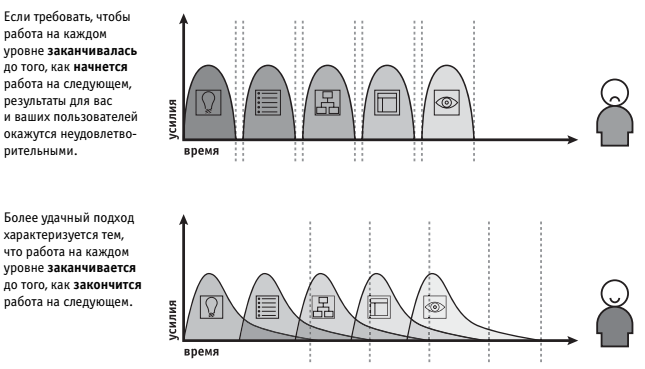 Если требовать, чтобы
работа на каждом
уровне заканчивалась
до того, как начнется
работа на следующем,
результаты для вас
и ваших пользователей
окажутся неудовлетво-
рительными.
усилия
время
Более удачный подход
характеризуется тем,
что работа на каждом
уровне заканчивается
до того, как закончится
работа на следующем.
усилия
время